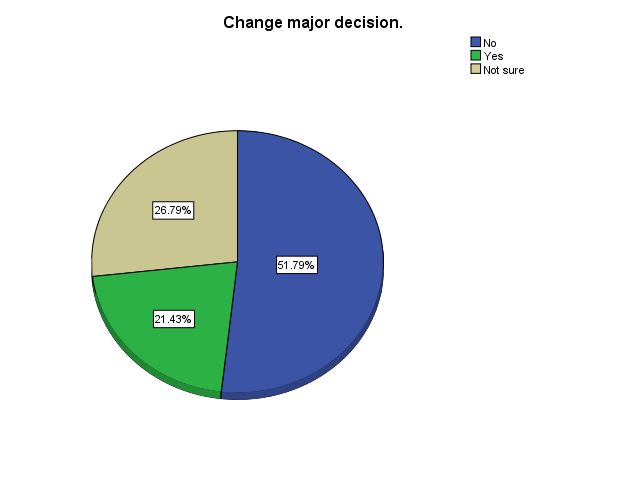 Change major decision.
No
Yes
Not sure
26.79%
51.79%
21.43%